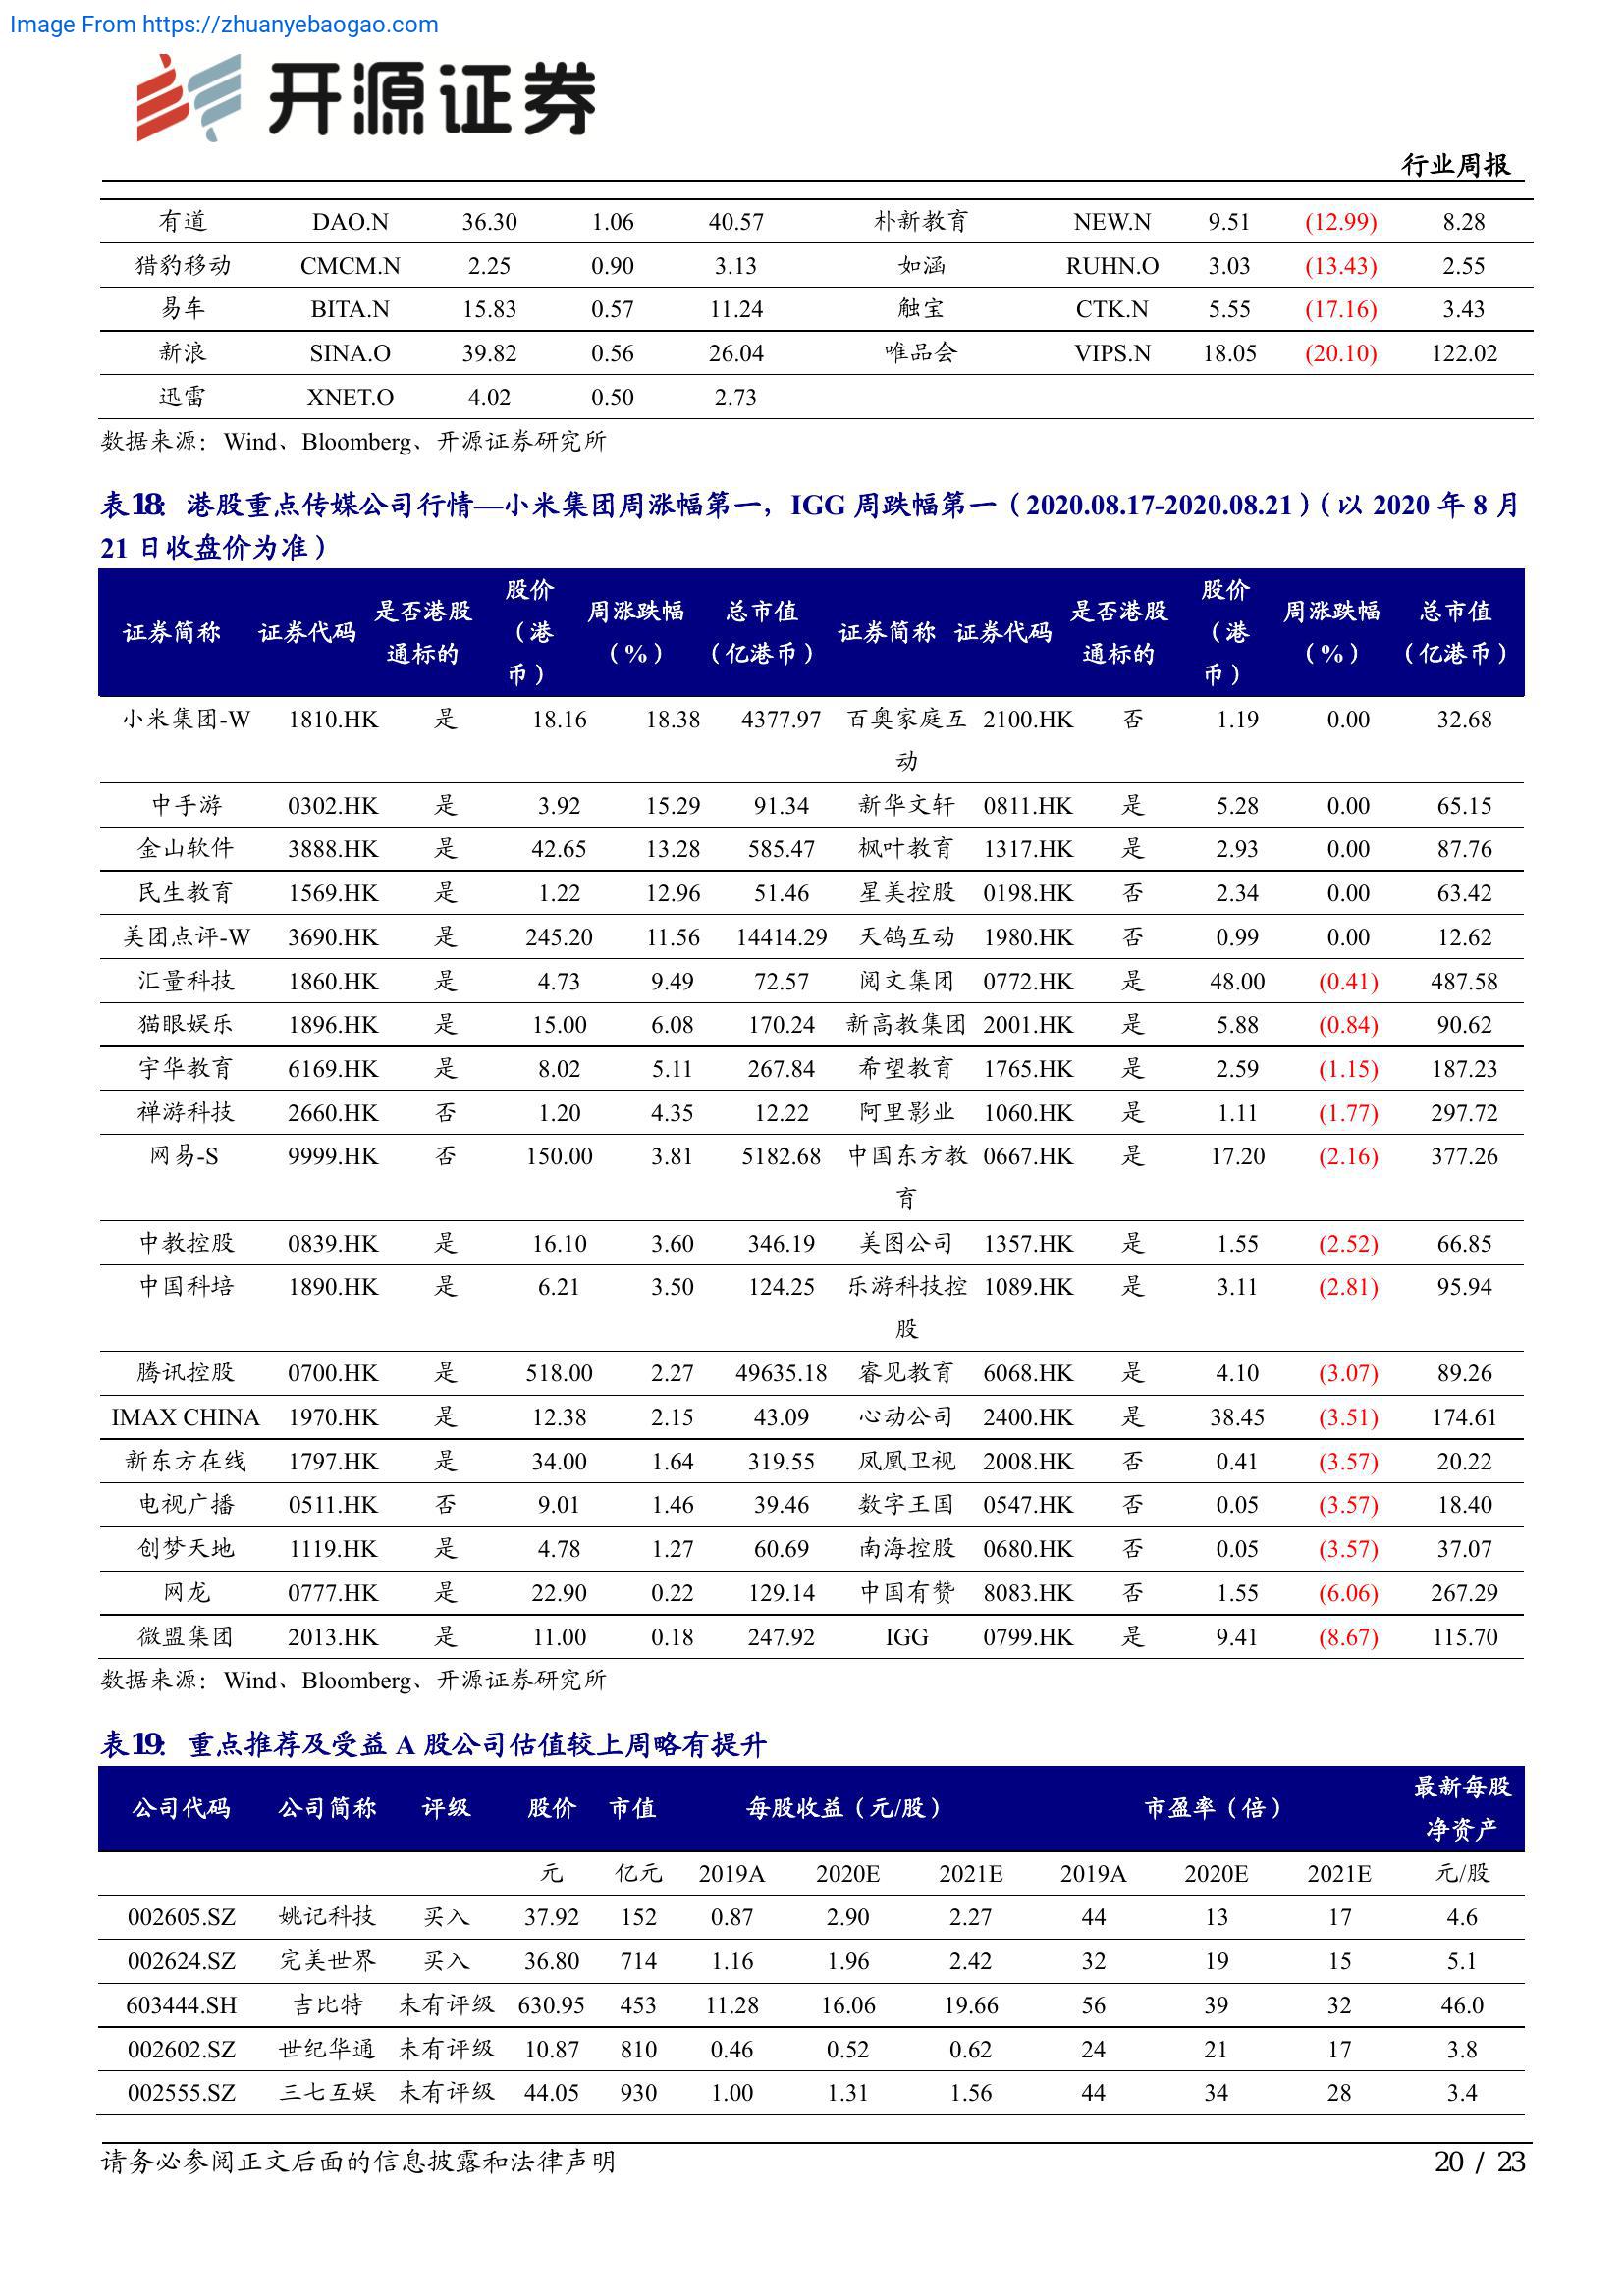 Image From https://zhuanyebaogao.com
开源证券
行业周报
有道 DAO.N 36.30 1.06 40.57 朴新教育 NEW.N 9.51 (12.99) 8.28
猎豹移动 CMCM.N 2.25 0.90 3.13 如涵 RUHN.O 3.03 (13.43) 2.55
易车 BITA.N 15.83 0.57 11.24 触宝 CTK.N 5.55 (17.16) 3.43
新浪 SINA.O 39.82 0.56 26.04 唯品会 VIPS.N 18.05 (20.10) 122.02
迅雷 XNET.O 4.02 0.50 2.73
数据来源：Wind、Bloomberg、开源证券研究所
表18：港股重点传媒公司行情—小米集团周涨幅第一，IGG 周跌幅第一（2020.08.17-2020.08.21）（以 2020 年 8 月
21 日收盘价为准）
证券简称 证券代码 是否港股通标的 股价（港币） 周涨跌幅（%） 总市值（亿港币） 证券简称 证券代码 是否港股通标的 股价（港币） 周涨跌幅（%） 总市值（亿港币）
小米集团-W 1810.HK 是 18.16 18.38 4377.97 百奥家庭互动 2100.HK 否 1.19 0.00 32.68
中手游 0302.HK 是 3.92 15.29 91.34 新华文轩 0811.HK 是 5.28 0.00 65.15
金山软件 3888.HK 是 42.65 13.28 585.47 枫叶教育 1317.HK 是 2.93 0.00 87.76
民生教育 1569.HK 是 1.22 12.96 51.46 星美控股 0198.HK 否 2.34 0.00 63.42
美团点评-W 3690.HK 是 245.20 11.56 14414.29 天鸽互动 1980.HK 否 0.99 0.00 12.62
汇量科技 1860.HK 是 4.73 9.49 72.57 阅文集团 0772.HK 是 48.00 (0.41) 487.58
猫眼娱乐 1896.HK 是 15.00 6.08 170.24 新高教集团 2001.HK 是 5.88 (0.84) 90.62
宇华教育 6169.HK 是 8.02 5.11 267.84 希望教育 1765.HK 是 2.59 (1.15) 187.23
禅游科技 2660.HK 否 1.20 4.35 12.22 阿里影业 1060.HK 是 1.11 (1.77) 297.72
网易-S 9999.HK 否 150.00 3.81 5182.68 中国东方教育 0667.HK 是 17.20 (2.16) 377.26
中教控股 0839.HK 是 16.10 3.60 346.19 美图公司 1357.HK 是 1.55 (2.52) 66.85
中国科培 1890.HK 是 6.21 3.50 124.25 乐游科技控股 1089.HK 是 3.11 (2.81) 95.94
腾讯控股 0700.HK 是 518.00 2.27 49635.18 睿见教育 6068.HK 是 4.10 (3.07) 89.26
IMAX CHINA 1970.HK 是 12.38 2.15 43.09 心动公司 2400.HK 是 38.45 (3.51) 174.61
新东方在线 1797.HK 是 34.00 1.64 319.55 凤凰卫视 2008.HK 否 0.41 (3.57) 20.22
电视广播 0511.HK 否 9.01 1.46 39.46 数字王国 0547.HK 否 0.05 (3.57) 18.40
创梦天地 1119.HK 是 4.78 1.27 60.69 南海控股 0680.HK 否 0.05 (3.57) 37.07
网龙 0777.HK 是 22.90 0.22 129.14 中国有赞 8083.HK 否 1.55 (6.06) 267.29
微盟集团 2013.HK 是 11.00 0.18 247.92 IGG 0799.HK 是 9.41 (8.67) 115.70
数据来源：Wind、Bloomberg、开源证券研究所
表19：重点推荐及受益 A 股公司估值较上周略有提升
公司代码 公司简称 评级 股价 市值 每股收益（元/股） 市盈率（倍） 最新每股净资产
元 亿元 2019A 2020E 2021E 2019A 2020E 2021E 元/股
002605.SZ 姚记科技 买入 37.92 152 0.87 2.90 2.27 44 13 17 4.6
002624.SZ 完美世界 买入 36.80 714 1.16 1.96 2.42 32 19 15 5.1
603444.SH 吉比特 未有评级 630.95 453 11.28 16.06 19.66 56 39 32 46.0
002602.SZ 世纪华通 未有评级 10.87 810 0.46 0.52 0.62 24 21 17 3.8
002555.SZ 三七互娱 未有评级 44.05 930 1.00 1.31 1.56 44 34 28 3.4
请务必参阅正文后面的信息披露和法律声明
20 / 23